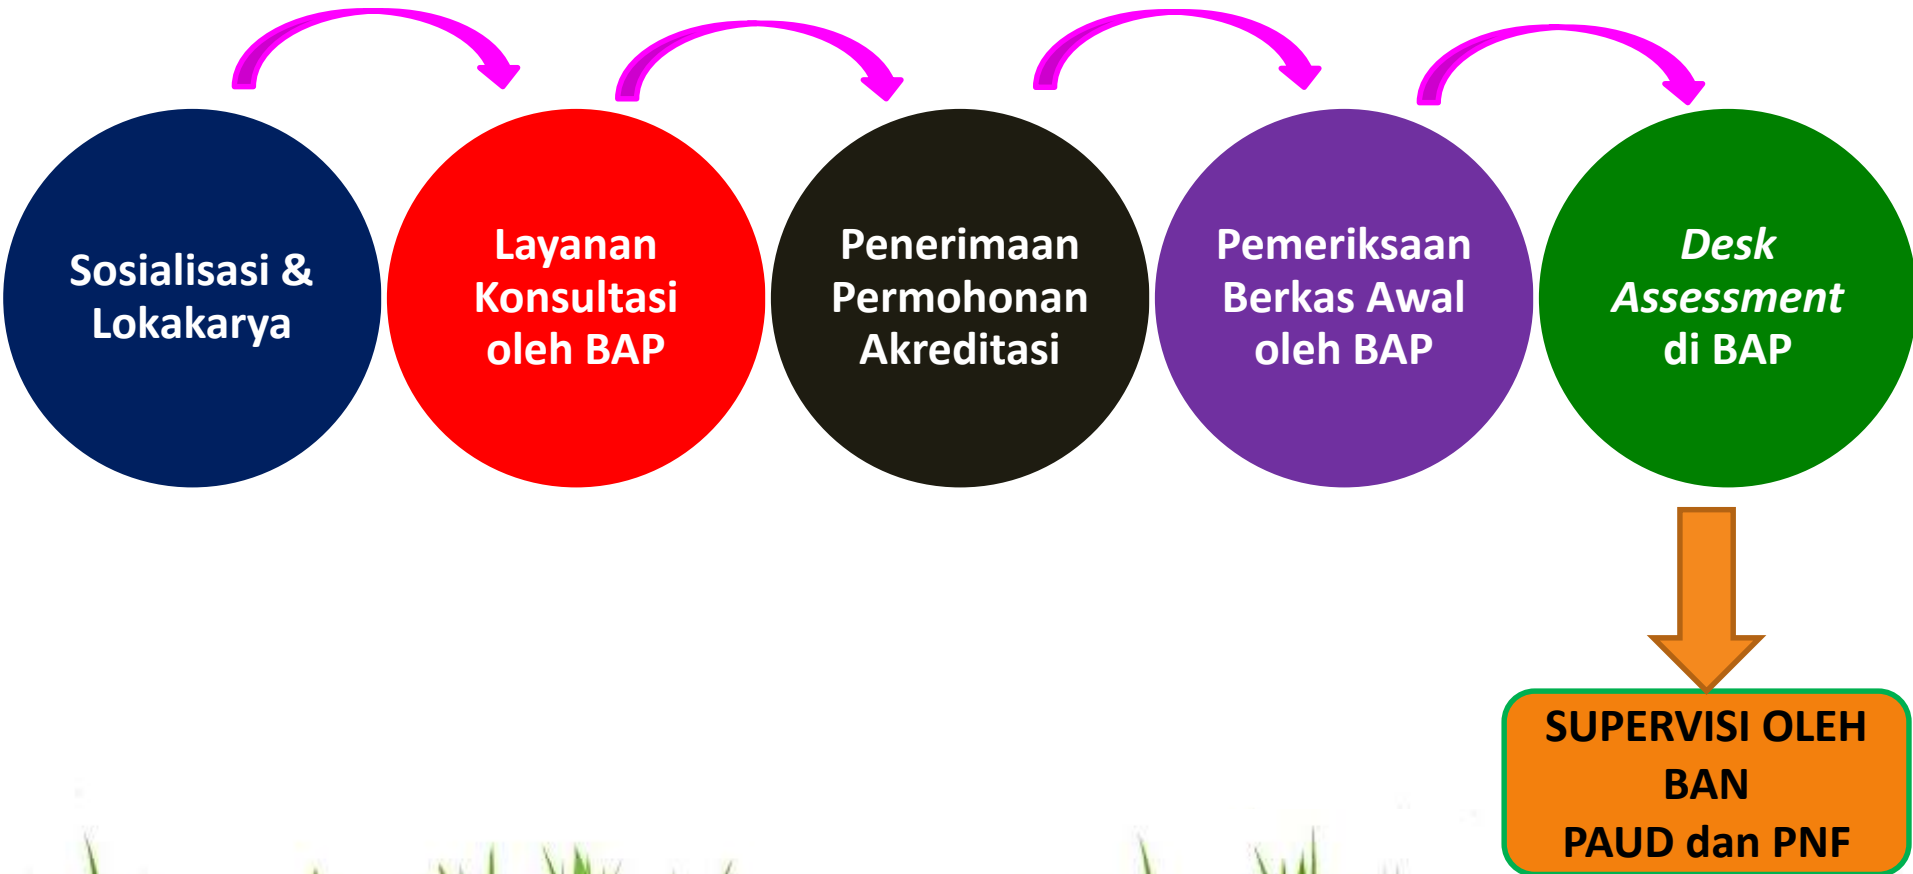 Sosialisasi &
Lokakarya
Layanan
Konsultasi
oleh BAP
Penerimaan
Permohonan
Akreditasi
Pemeriksaan
Berkas Awal
oleh BAP
Desk
Assessment
di BAP
SUPERVISI OLEH
BAN
PAUD dan PNF